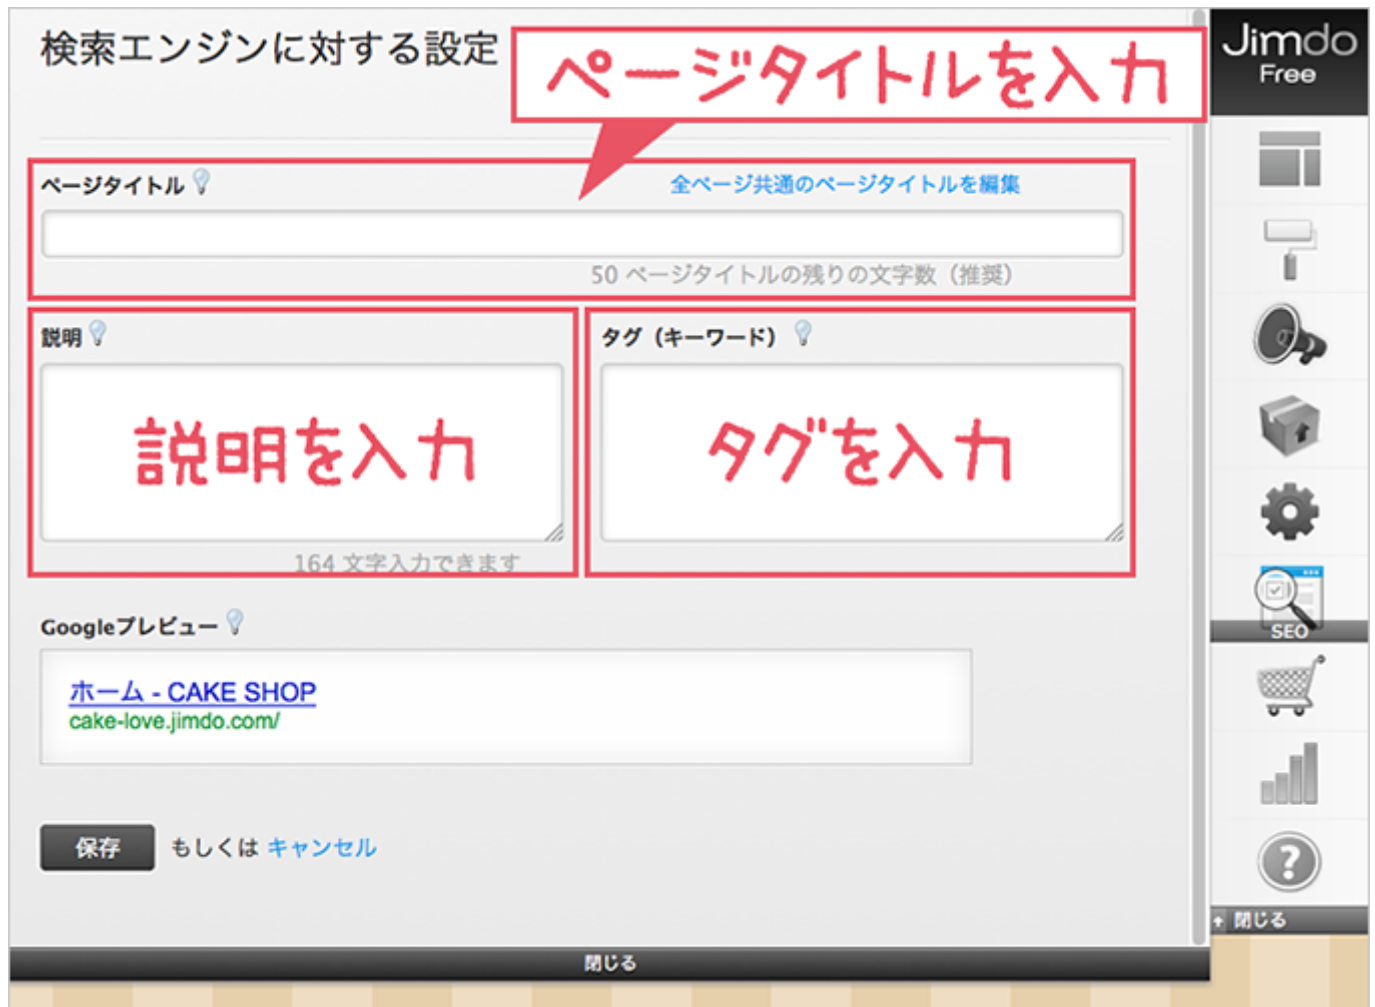 検索エンジンに対する設定
ページタイトルを入力
Jimdo
Free
ページタイトル
全ページ共通のページタイトルを編集
50 ページタイトルの残りの文字数（推奨）
説明
タグ（キーワード）
説明を入力
タグを入力
164 文字入力できます
SEO
Googleプレビュー
ホーム - CAKE SHOP
cake-love.jimdo.com/
保存 もしくは キャンセル
?
閉じる
閉じる